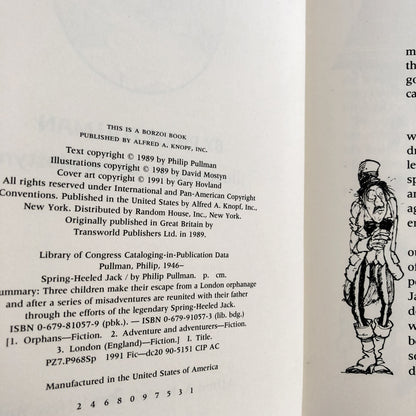 THIS IS A BORZOI BOOK
PUBLISHED BY ALFRED A. KNOPF, INC.
Text copyright © 1989 by Philip Pullman
Illustrations copyright © 1989 by David Mostyn
Cover art copyright © 1991 by Gary Hovland
All rights reserved under International and Pan-American Copyright
Conventions. Published in the United States by Alfred A. Knopf, Inc.,
New York. Distributed by Random House, Inc., New York.
Originally published in Great Britain by
Transworld Publishers Ltd. in 1989.
Library of Congress Cataloging-in-Publication Data
Pullman, Philip, 1946–
Spring-Heeled Jack / by Philip Pullman. p. cm.
ummary: Three children make their escape from a London orphanage
and after a series of misadventures are reunited with their father
through the efforts of the legendary Spring-Heeled Jack.
ISBN 0-679-81057-9 (pbk.). — ISBN 0-679-91057-3 (lib. bdg.)
[1. Orphans—Fiction. 2. Adventure and adventurers—Fiction.
3. London (England)—Fiction.] I. Title.
PZ7.P968Sp 1991 Fic—dc20 90-5151 CIP AC
Manufactured in the United States of America
2 4 6 8 0 9 7 5 3 1